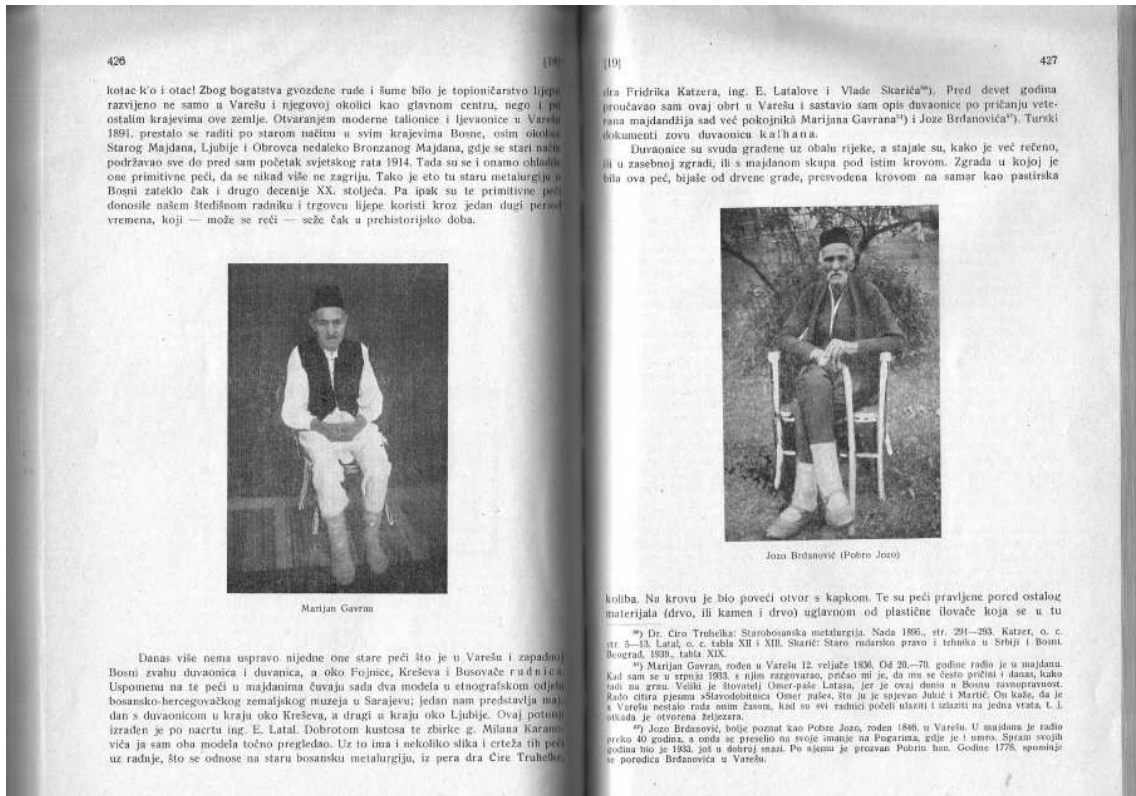 426
[18]
kotac k'o i otac! Zbog bogatstva gvozdene rude i šume bilo je topioničarstvo lijepo
razvijeno ne samo u Varešu i njegovoj okolici kao glavnom centru, nego i po
ostalim krajevima ove zemlje. Otvaranjem moderne talionice i ljevaonice u Varešu
1891. prestalo se raditi po starom načinu u svim krajevima Bosne, osim okolice
Starog Majdana, Ljubije i Obrovca nedaleko Bronzanog Majdana, gdje se stari način
podržavao sve do pred sam početak svjetskog rata 1914. Tada su se i onamo ohladile
one primitivne peći, da se nikad više ne zagriju. Tako je eto tu staru metalurgiju u
Bosni zateklo čak i drugo decenije XX. stoljeća. Pa ipak su te primitivne peći
donosile našem štedišnom radniku i trgovcu lijepe koristi kroz jedan dugi period
vremena, koji — može se reći — seže čak u prehistorijsko doba.
Marijan Gavran
Danas više nema uspravo nijedne one stare peći što je u Varešu i zapadnoj
Bosni zvahu duvaonica i duvanica, a oko Fojnice, Kreševa i Busovače rudnica.
Uspomenu na te peći u majdanima čuvaju sada dva modela u etnografskom odjelu
bosansko-hercegovačkog zemaljskog muzeja u Sarajevu; jedan nam predstavlja maj-
dan s duvaonicom u kraju oko Kreševa, a drugi u kraju oko Ljubije. Ovaj potonji
izrađen je po nacrtu ing. E. Latal. Dobrotom kustosa te zbirke g. Milana Karano-
vića ja sam oba modela točno pregledao. Uz to ima i nekoliko slika i crteža tih peći
uz radnje, što se odnose na staru bosansku metalurgiju, iz pera dra Ćire Truhelke,
[19]
427
dra Fridrika Katzera, ing. E. Latalove i Vlade Skarića⁶⁰). Pred devet godina
proučavao sam ovaj obrt u Varešu i sastavio sam opis duvaonice po pričanju vete-
rana majdandžija sad već pokojnikâ Marijana Gavrana⁶¹) i Joze Brdanovića⁶²). Turski
dokumenti zovu duvaonicu kalhana.
Duvaonice su svuda građene uz obalu rijeke, a stajale su, kako je već rečeno,
ili u zasebnoj zgradi, ili s majdanom skapa pod istim krovom. Zgrada u kojoj je
bila ova peć, bijaše od drvene građe, presvođena krovom na samar kao pastirska
Jozo Brdanović (Pobro Jozo)
koliba. Na krovu je bio poveći otvor s kapkom. Te su peći pravljene pored ostalog
materijala (drvo, ili kamen i drvo) uglavnom od plastične ilovače koja se u tu
⁶⁰) Dr. Ćiro Truhelka: Starobosanska metalurgija. Nada 1895., str. 291—293. Katzer, o. c.
str. 5—13, Latal, o. c. tabla XII i XIII. Skarić: Staro rudarsko pravo i tehnika u Srbiji i Bosni.
Beograd, 1939., tabla XIX.
⁶¹) Marijan Gavran, rođen u Varešu 12. veljače 1856. Od 20.—70. godine radio je u majdanu.
Kad sam se u srpnju 1933. s njim razgovarao, pričao mi je, da mu se često pričini i danas, kako
radi na grau. Veliki je štovatelj Omer-paše Latasa, jer je ovaj donio u Bosnu ravnopravnost.
Rado citira pjesmu »Slavodobitnica Omer paše«, što ju je spjevao Jukić i Martić. On kaže, da je
u Varešu nestalo rada onim časom, kad su svi radnici počeli ulaziti i izlaziti na jedna vrata, t. j.
otkada je otvorena željezara.
⁶²) Jozo Brdanović, bolje poznat kao Pobre Jozo, rođen 1846. u Varešu. U majdanu je radio
preko 40 godina, a onda se preselio na svoje imanje na Pogarima, gdje je i umro. Spram svojih
godina bio je 1933. još u dobroj snazi. Po njemu je prozvan Pobrin han. Godine 1778. spominje
se porodica Brdanovića u Varešu.